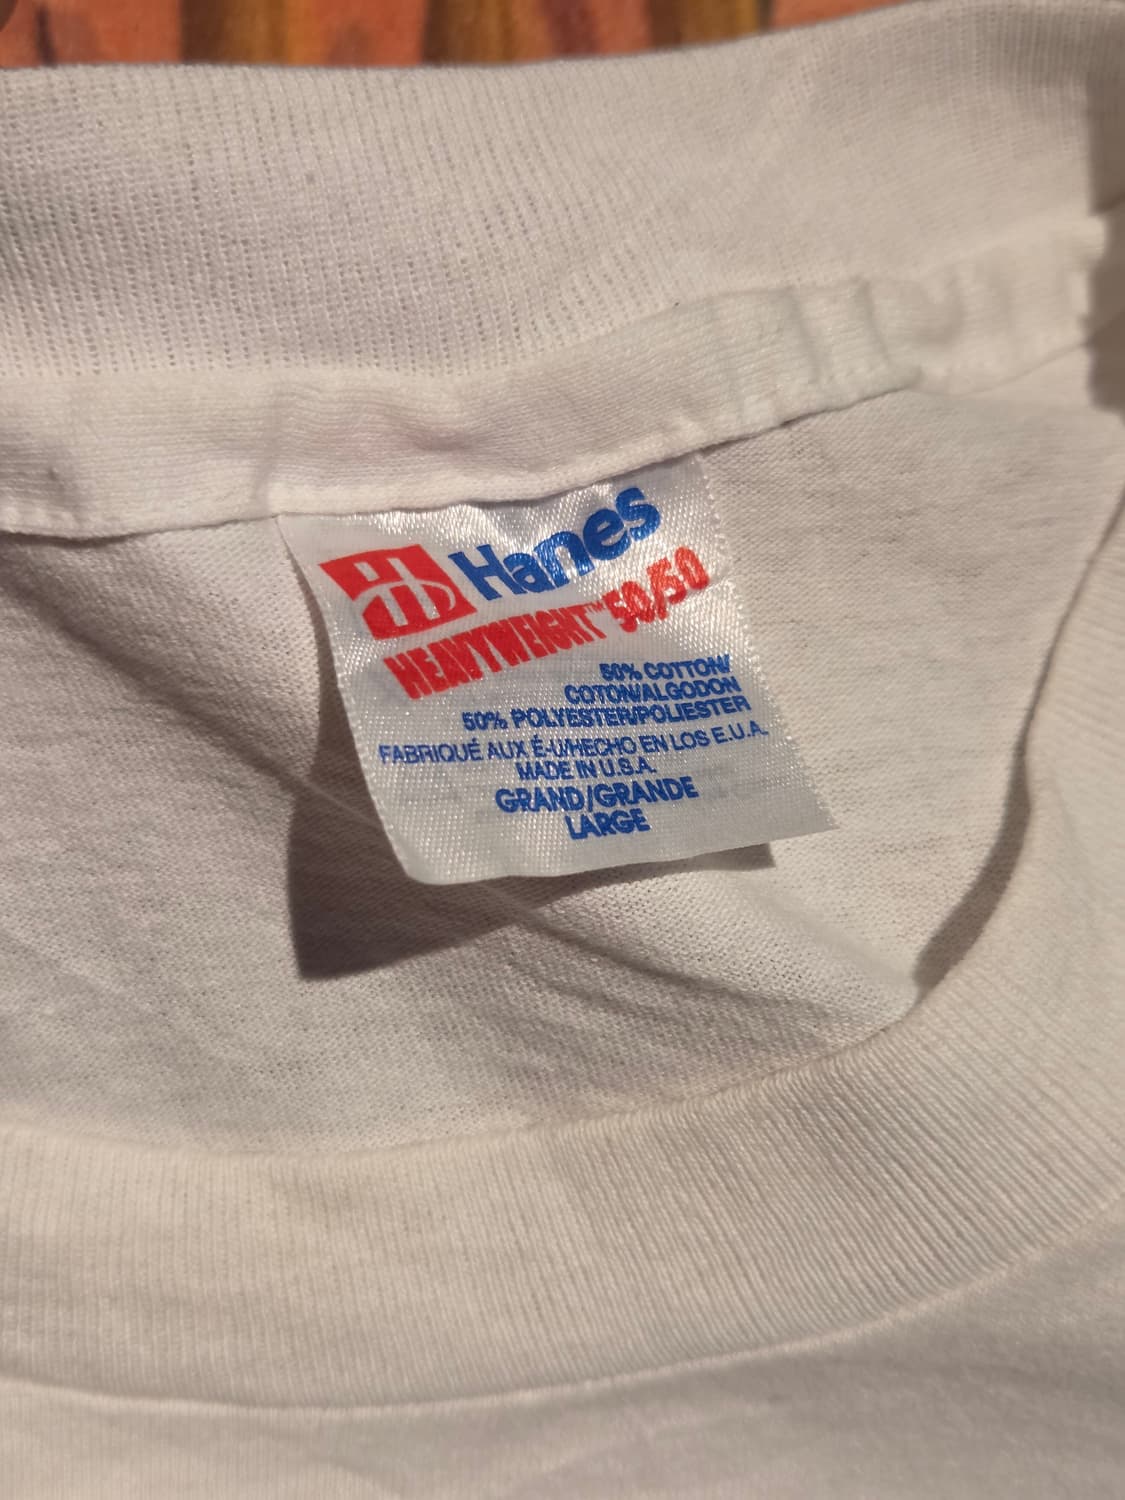 Hanes
HEAVYWEIGHT™ 50/50
50% COTTON/
COTON/ALGODON
50% POLYESTER/POLIESTER
FABRIQUÉ AUX É-U/HECHO EN LOS E.U.A.
MADE IN U.S.A.
GRAND/GRANDE
LARGE